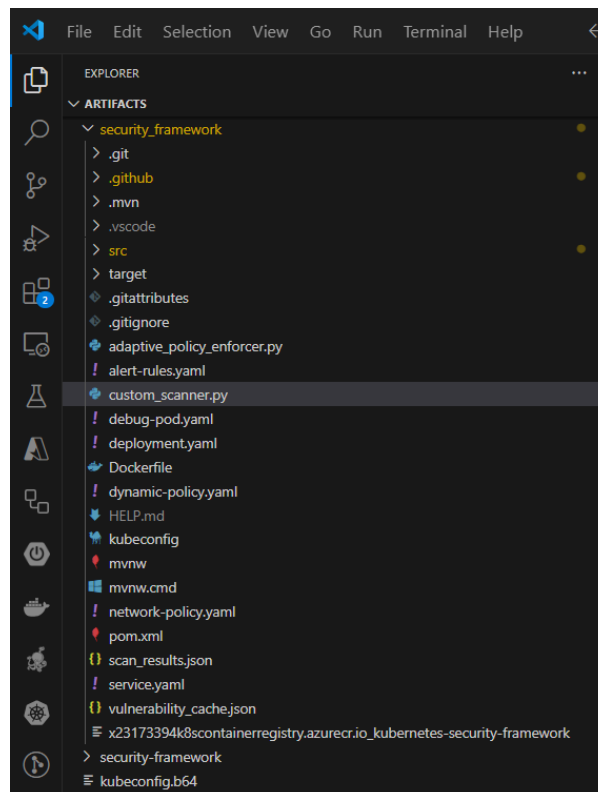 File Edit Selection View Go Run Terminal Help
EXPLORER
ARTIFACTS
security_framework
.git
.github
.mvn
.vscode
src
target
.gitattributes
.gitignore
adaptive_policy_enforcer.py
alert-rules.yaml
custom_scanner.py
debug-pod.yaml
deployment.yaml
Dockerfile
dynamic-policy.yaml
HELP.md
kubeconfig
mvnw
mvnw.cmd
network-policy.yaml
pom.xml
scan_results.json
service.yaml
vulnerability_cache.json
x23173394k8scontainerregistry.azurecr.io_kubernetes-security-framework
security-framework
kubeconfig.b64
2